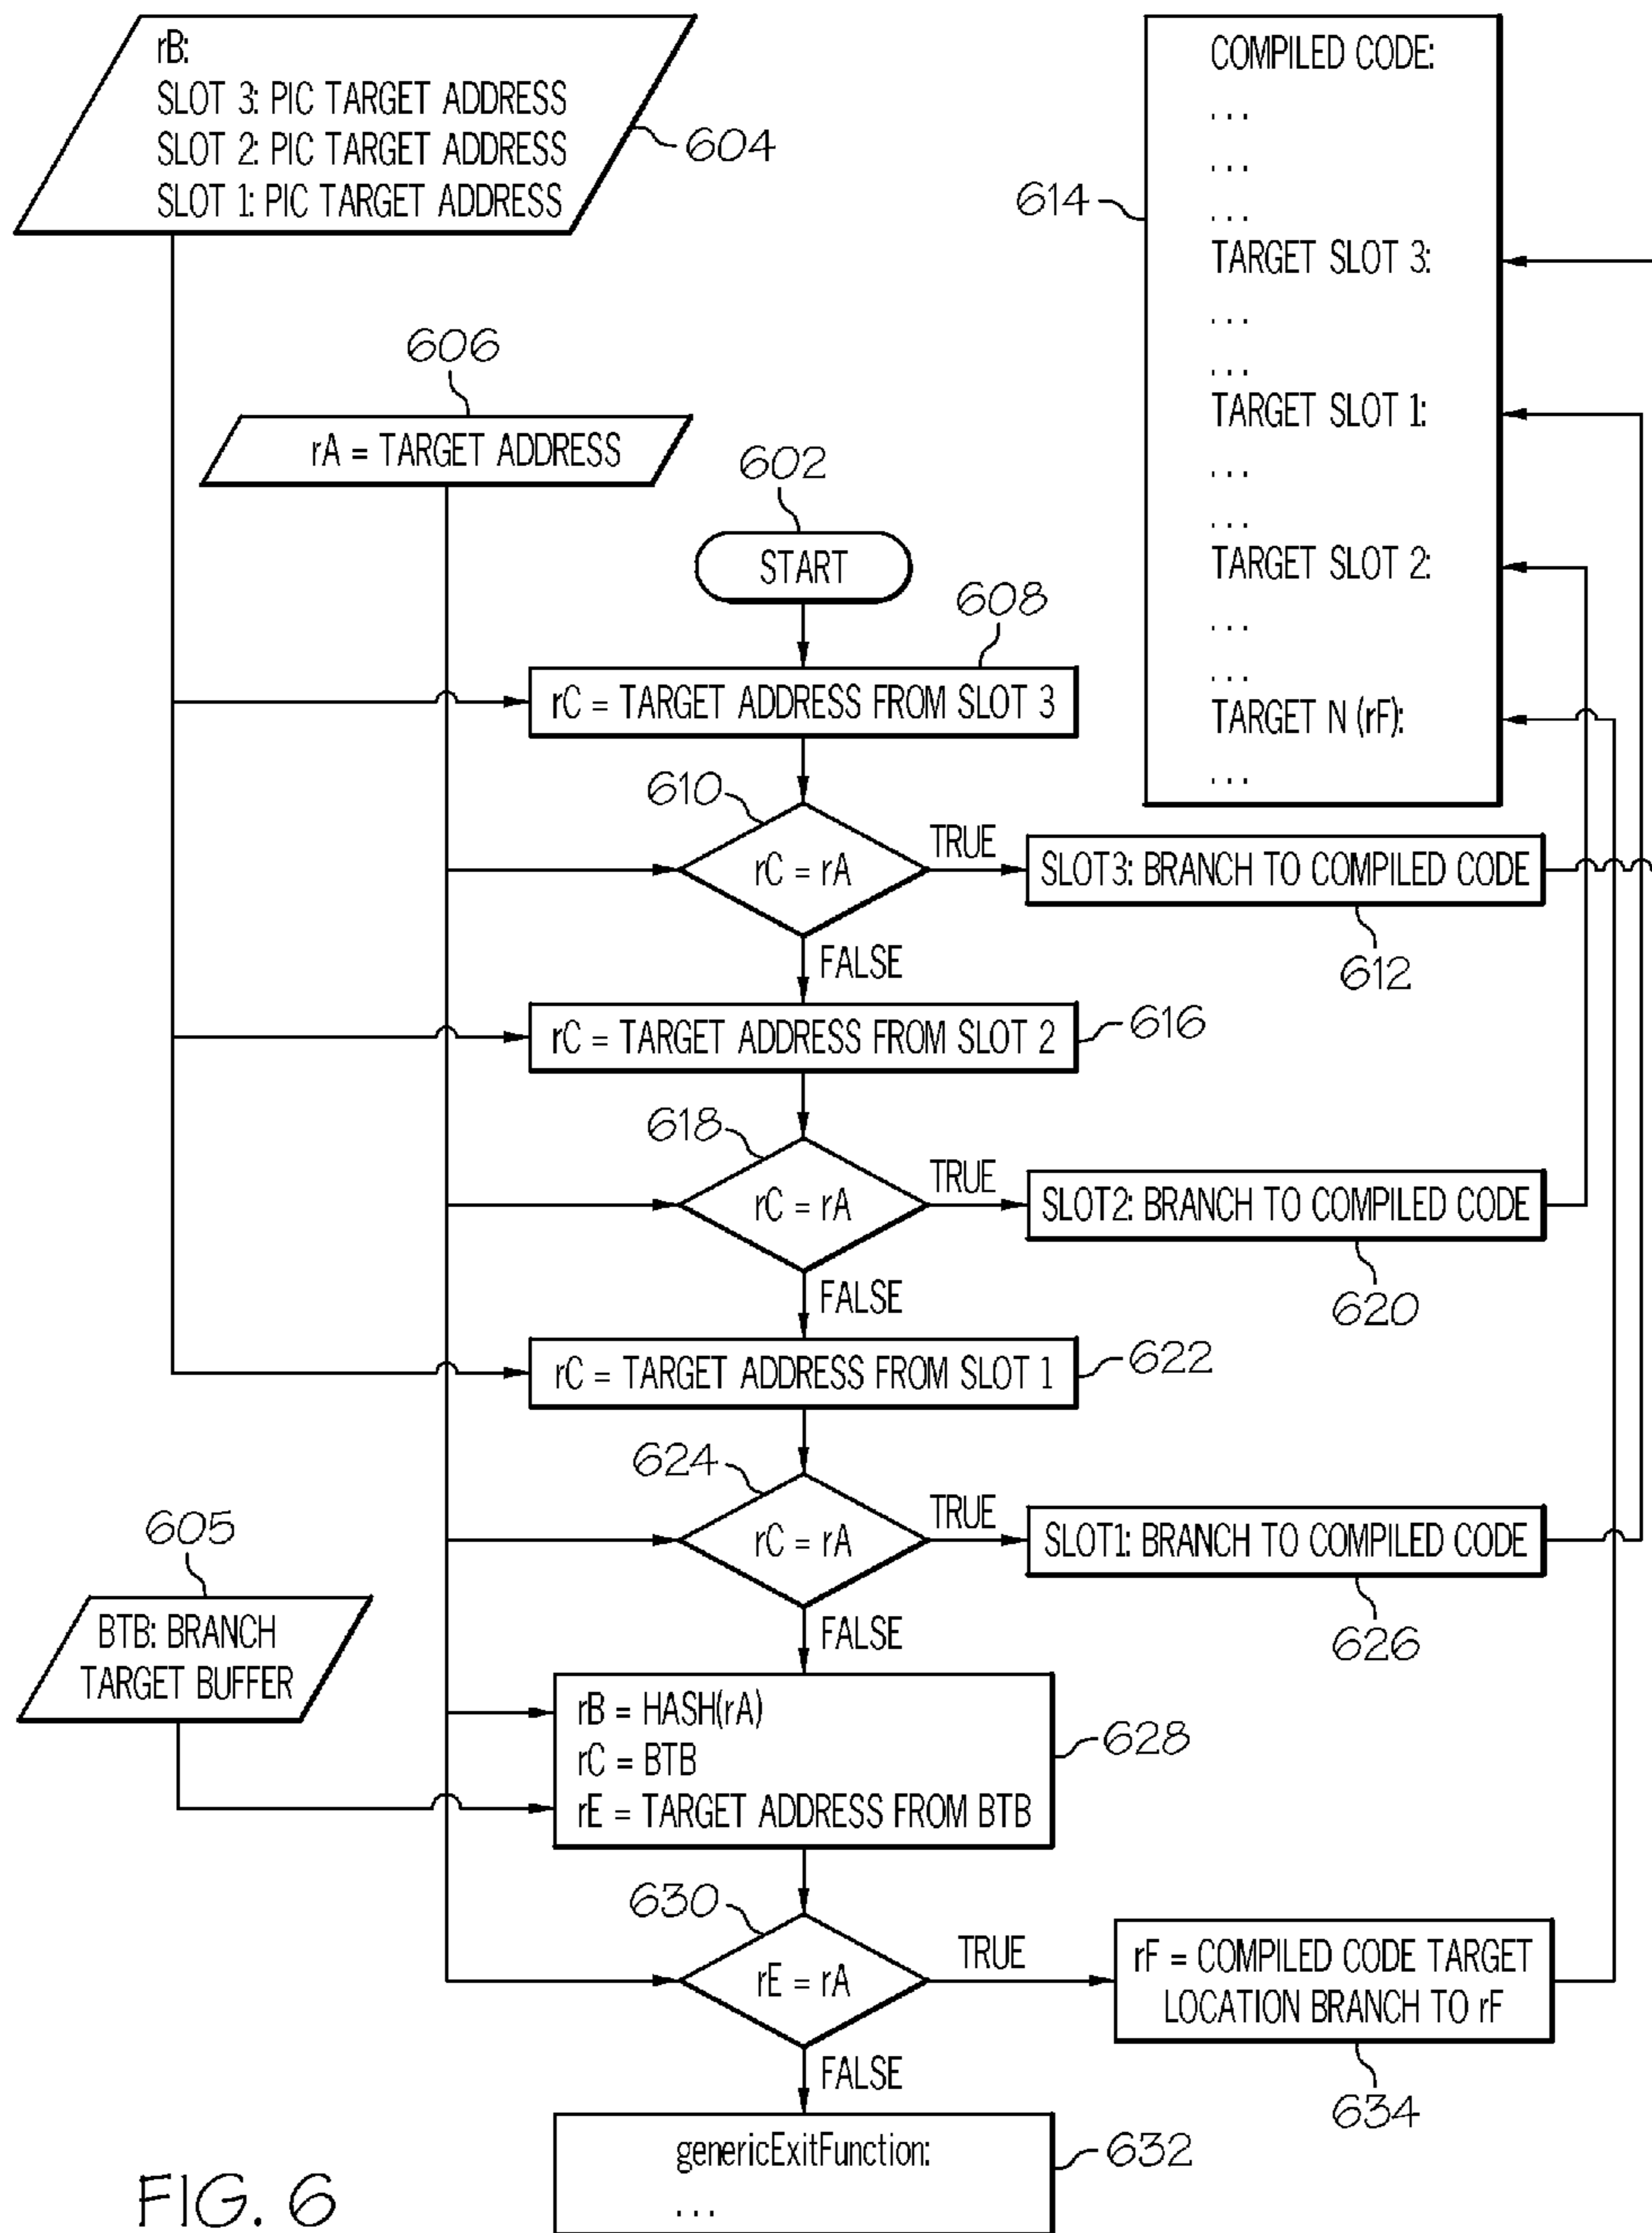 rB:
SLOT 3: PIC TARGET ADDRESS
SLOT 2: PIC TARGET ADDRESS
SLOT 1: PIC TARGET ADDRESS
604
COMPILED CODE:
. . .
. . .
614
. . .
TARGET SLOT 3:
. . .
. . .
TARGET SLOT 1:
. . .
. . .
TARGET SLOT 2:
. . .
. . .
TARGET N (rF):
. . .
606
rA = TARGET ADDRESS
602
START
608
rC = TARGET ADDRESS FROM SLOT 3
610
rC = rA
TRUE
SLOT3: BRANCH TO COMPILED CODE
612
FALSE
rC = TARGET ADDRESS FROM SLOT 2
616
618
rC = rA
TRUE
SLOT2: BRANCH TO COMPILED CODE
620
FALSE
rC = TARGET ADDRESS FROM SLOT 1
622
624
rC = rA
TRUE
SLOT1: BRANCH TO COMPILED CODE
626
FALSE
605
BTB: BRANCH
TARGET BUFFER
rB = HASH(rA)
rC = BTB
rE = TARGET ADDRESS FROM BTB
628
630
rE = rA
TRUE
rF = COMPILED CODE TARGET
LOCATION BRANCH TO rF
634
FALSE
genericExitFunction:
. . .
632
FIG. 6